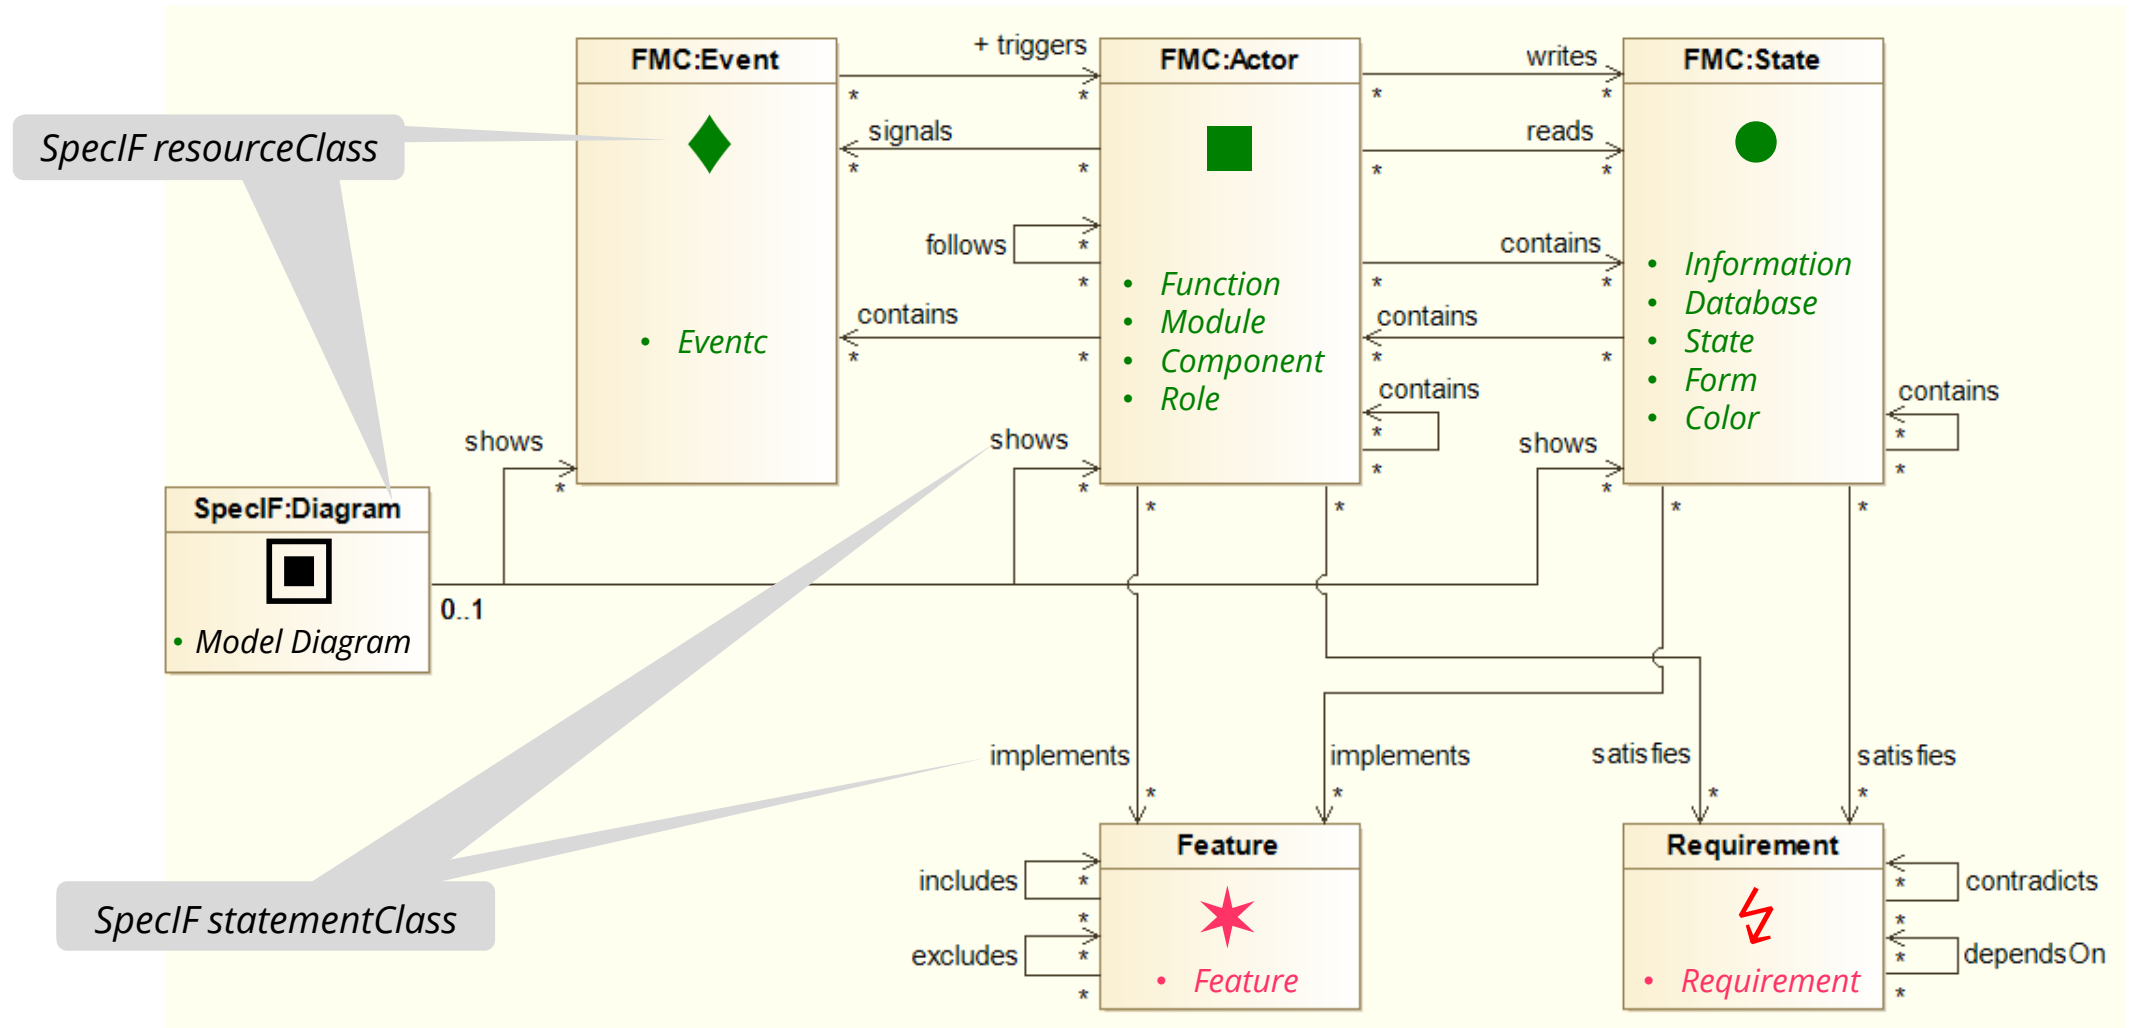 FMC:Event
+ triggers
FMC:Actor
writes
FMC:State
* * * *
SpecIF resourceClass
signals
reads
* * * *
follows
*
*
contains
* *
• Function
• Module
• Component
• Role
• Information
• Database
• State
• Form
• Color
contains
* *
• Eventc
contains
* *
contains
*
*
contains
*
*
shows
*
shows
*
shows
*
SpecIF:Diagram
• Model Diagram
0..1
* * * *
implements
*
implements
*
satisfies
*
satisfies
*
SpecIF statementClass
Feature
includes
*
*
excludes
*
*
• Feature
Requirement
contradicts
*
*
dependsOn
*
*
• Requirement